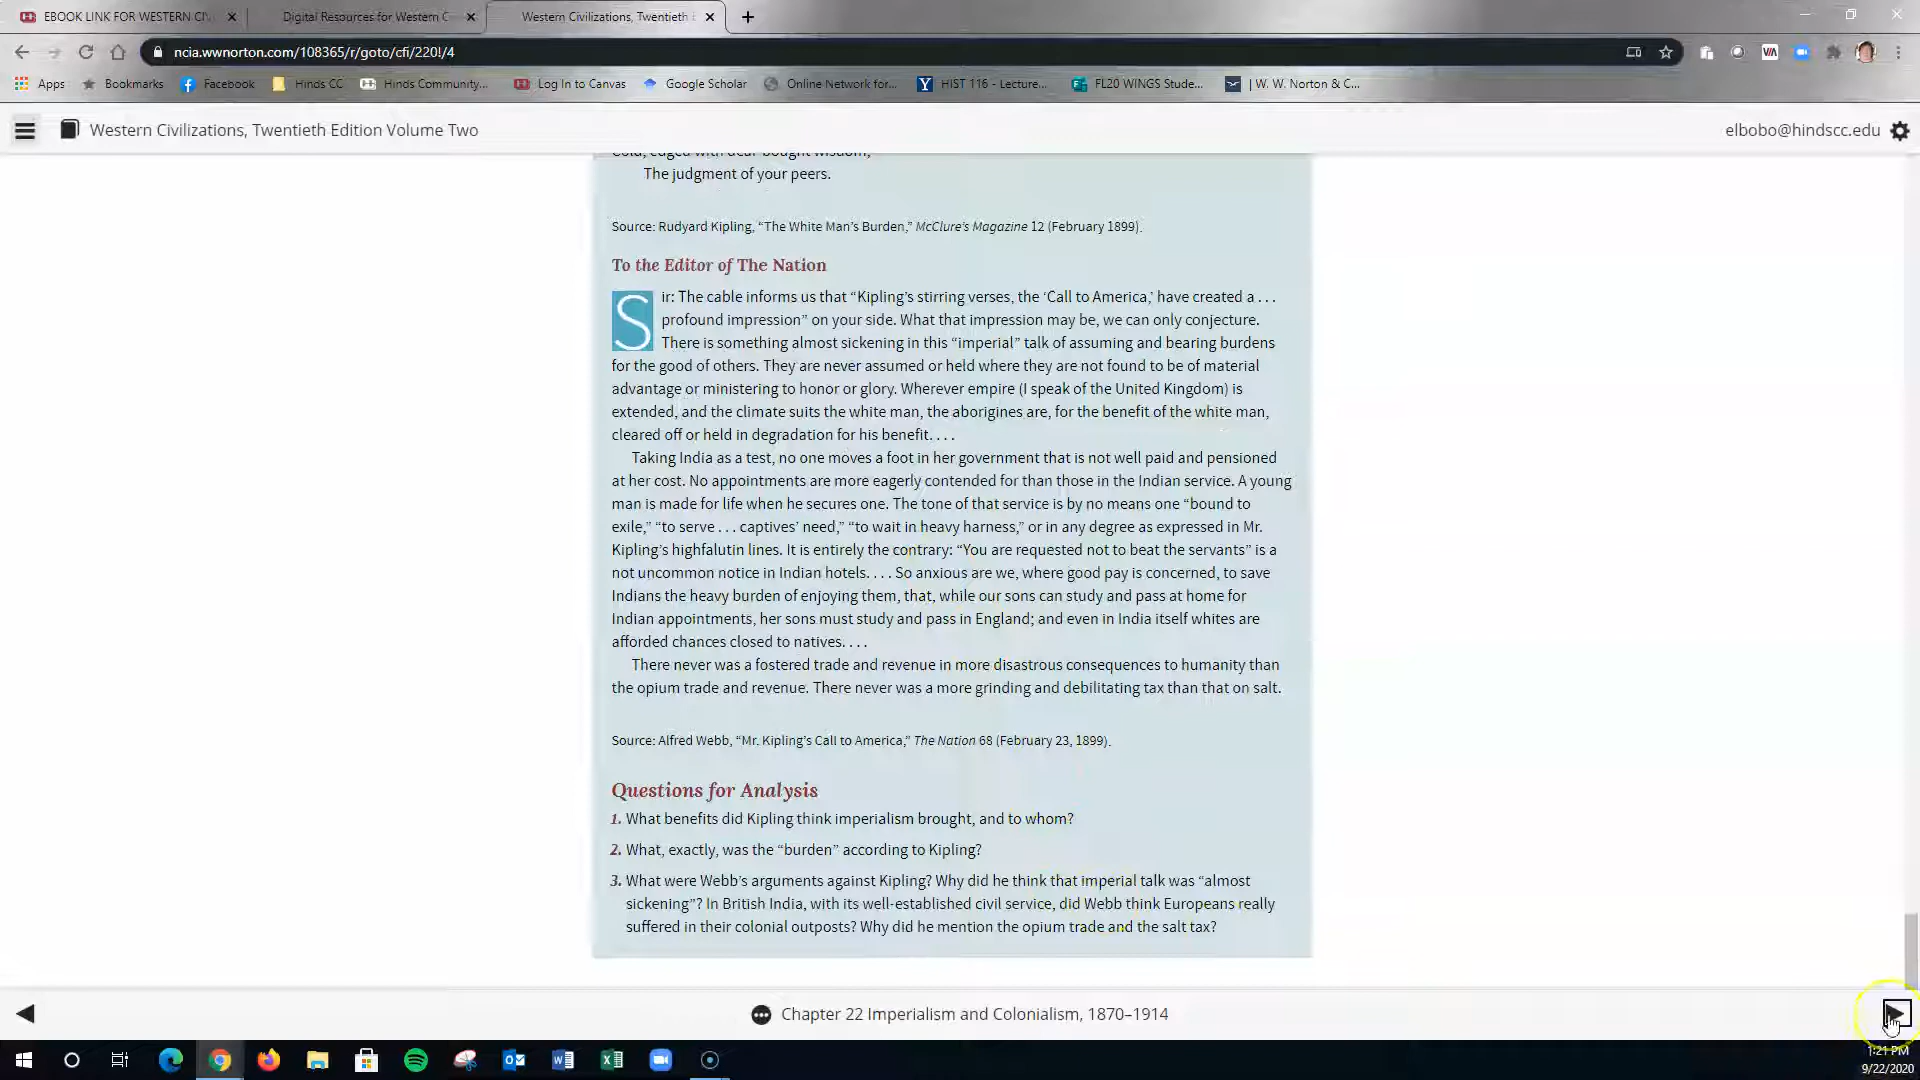 EBOOK LINK FOR WESTERN CIV
Digital Resources for Western C
Western Civilizations, Twentieth E
ncia.wwnorton.com/108365/r/goto/cfi/220!/4
Apps
Bookmarks
Facebook
Hinds CC
Hinds Community...
Log In to Canvas
Google Scholar
Online Network for...
HIST 116 - Lecture...
FL20 WINGS Stude...
| W. W. Norton & C...
Western Civilizations, Twentieth Edition Volume Two
elbobo@hindscc.edu
Cold, edged with dear-bought wisdom,
The judgment of your peers.
Source: Rudyard Kipling, “The White Man’s Burden,” McClure’s Magazine 12 (February 1899).
To the Editor of The Nation
Sir: The cable informs us that “Kipling’s stirring verses, the ‘Call to America,’ have created a . . .
profound impression” on your side. What that impression may be, we can only conjecture.
There is something almost sickening in this “imperial” talk of assuming and bearing burdens
for the good of others. They are never assumed or held where they are not found to be of material
advantage or ministering to honor or glory. Wherever empire (I speak of the United Kingdom) is
extended, and the climate suits the white man, the aborigines are, for the benefit of the white man,
cleared off or held in degradation for his benefit. . . .
Taking India as a test, no one moves a foot in her government that is not well paid and pensioned
at her cost. No appointments are more eagerly contended for than those in the Indian service. A young
man is made for life when he secures one. The tone of that service is by no means one “bound to
exile,” “to serve . . . captives’ need,” “to wait in heavy harness,” or in any degree as expressed in Mr.
Kipling’s highfalutin lines. It is entirely the contrary: “You are requested not to beat the servants” is a
not uncommon notice in Indian hotels. . . . So anxious are we, where good pay is concerned, to save
Indians the heavy burden of enjoying them, that, while our sons can study and pass at home for
Indian appointments, her sons must study and pass in England; and even in India itself whites are
afforded chances closed to natives. . . .
There never was a fostered trade and revenue in more disastrous consequences to humanity than
the opium trade and revenue. There never was a more grinding and debilitating tax than that on salt.
Source: Alfred Webb, “Mr. Kipling’s Call to America,” The Nation 68 (February 23, 1899).
Questions for Analysis
1. What benefits did Kipling think imperialism brought, and to whom?
2. What, exactly, was the “burden” according to Kipling?
3. What were Webb’s arguments against Kipling? Why did he think that imperial talk was “almost
sickening”? In British India, with its well-established civil service, did Webb think Europeans really
suffered in their colonial outposts? Why did he mention the opium trade and the salt tax?
Chapter 22 Imperialism and Colonialism, 1870–1914
1:21 PM
9/22/2020